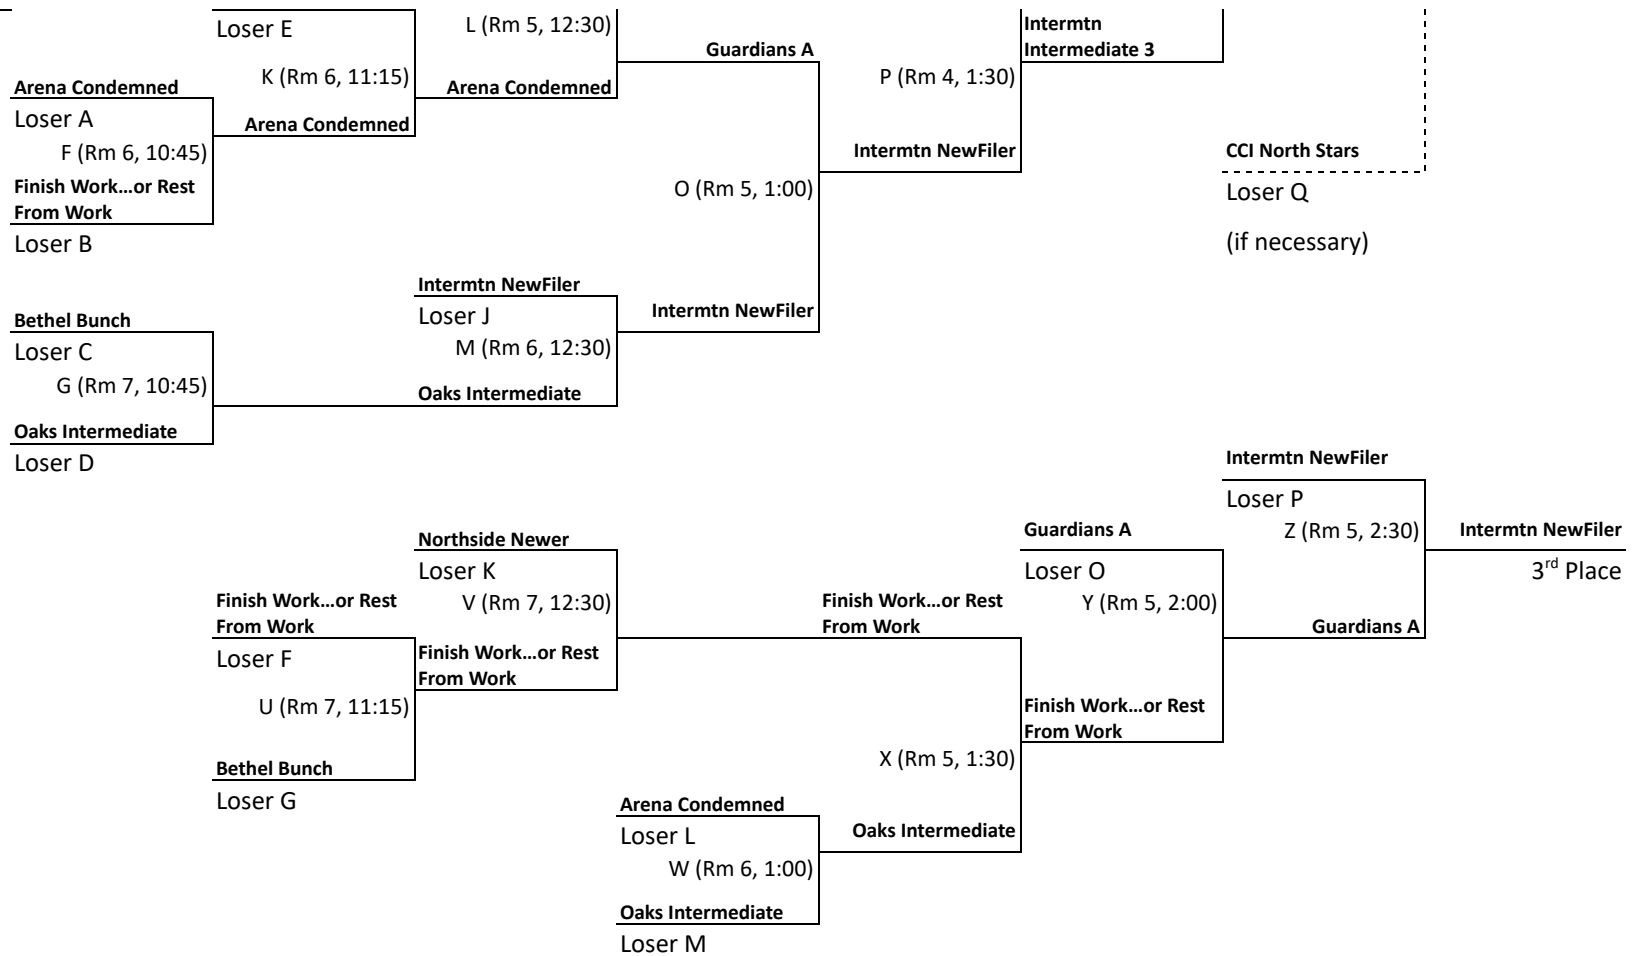 Loser E
L (Rm 5, 12:30)
Guardians A
Intermtn
Intermediate 3
K (Rm 6, 11:15)
P (Rm 4, 1:30)
Arena Condemned
Arena Condemned
Loser A
Arena Condemned
F (Rm 6, 10:45)
Intermtn NewFiler
CCI North Stars
Finish Work...or Rest
From Work
O (Rm 5, 1:00)
Loser Q
Loser B
(if necessary)
Intermtn NewFiler
Bethel Bunch
Loser J
Intermtn NewFiler
Loser C
M (Rm 6, 12:30)
G (Rm 7, 10:45)
Oaks Intermediate
Oaks Intermediate
Loser D
Intermtn NewFiler
Loser P
Northside Newer
Guardians A
Z (Rm 5, 2:30)
Intermtn NewFiler
Loser K
Loser O
3rd Place
Finish Work...or Rest
From Work
V (Rm 7, 12:30)
Finish Work...or Rest
From Work
Y (Rm 5, 2:00)
Guardians A
Loser F
Finish Work...or Rest
From Work
U (Rm 7, 11:15)
Finish Work...or Rest
From Work
X (Rm 5, 1:30)
Bethel Bunch
Loser G
Arena Condemned
Loser L
Oaks Intermediate
W (Rm 6, 1:00)
Oaks Intermediate
Loser M